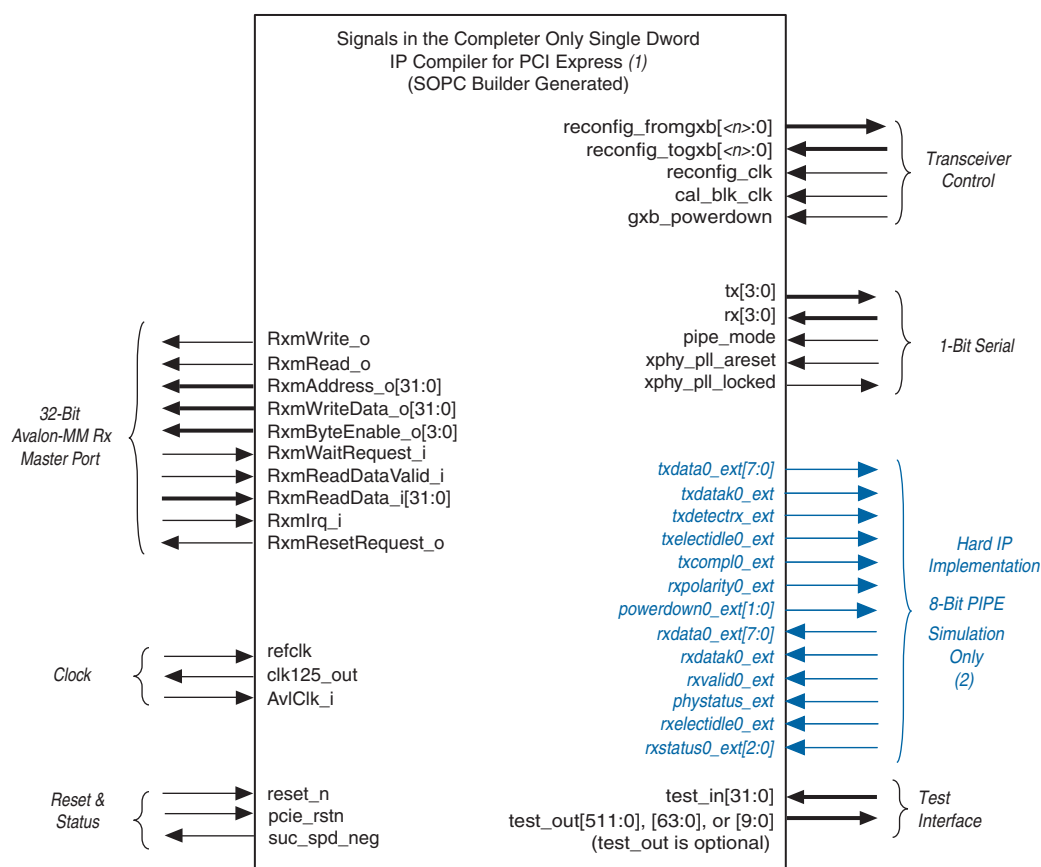 Signals in the Completer Only Single Dword
IP Compiler for PCI Express (1)
(SOPC Builder Generated)
reconfig_fromgxb[<n>:0]
reconfig_togxb[<n>:0]
reconfig_clk
cal_blk_clk
gxb_powerdown
Transceiver
Control
tx[3:0]
rx[3:0]
pipe_mode
xphy_pll_areset
xphy_pll_locked
1-Bit Serial
32-Bit
Avalon-MM Rx
Master Port
RxmWrite_o
RxmRead_o
RxmAddress_o[31:0]
RxmWriteData_o[31:0]
RxmByteEnable_o[3:0]
RxmWaitRequest_i
RxmReadDataValid_i
RxmReadData_i[31:0]
RxmIrq_i
RxmResetRequest_o
txdata0_ext[7:0]
txdatak0_ext
txdetectrx_ext
txelectidle0_ext
txcompl0_ext
rxpolarity0_ext
powerdown0_ext[1:0]
rxdata0_ext[7:0]
rxdatak0_ext
rxvalid0_ext
phystatus_ext
rxelectidle0_ext
rxstatus0_ext[2:0]
Hard IP
Implementation
8-Bit PIPE
Simulation
Only
(2)
Clock
refclk
clk125_out
AvlClk_i
Reset &
Status
reset_n
pcie_rstn
suc_spd_neg
test_in[31:0]
test_out[511:0], [63:0], or [9:0]
(test_out is optional)
Test
Interface